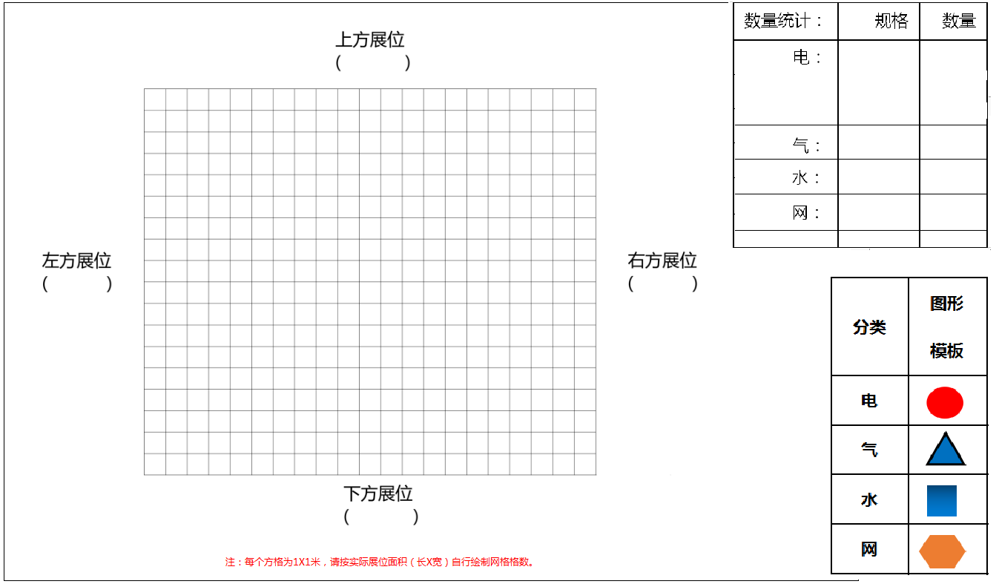 上方展位
(　　　)
左方展位
(　　　)
右方展位
(　　　)
下方展位
(　　　)
注：每个方格为1X1米，请按实际展位面积（长X宽）自行绘制网格格数。
数量统计： 规格 数量
电：
气：
水：
网：
分类 图形
模板
电
气
水
网